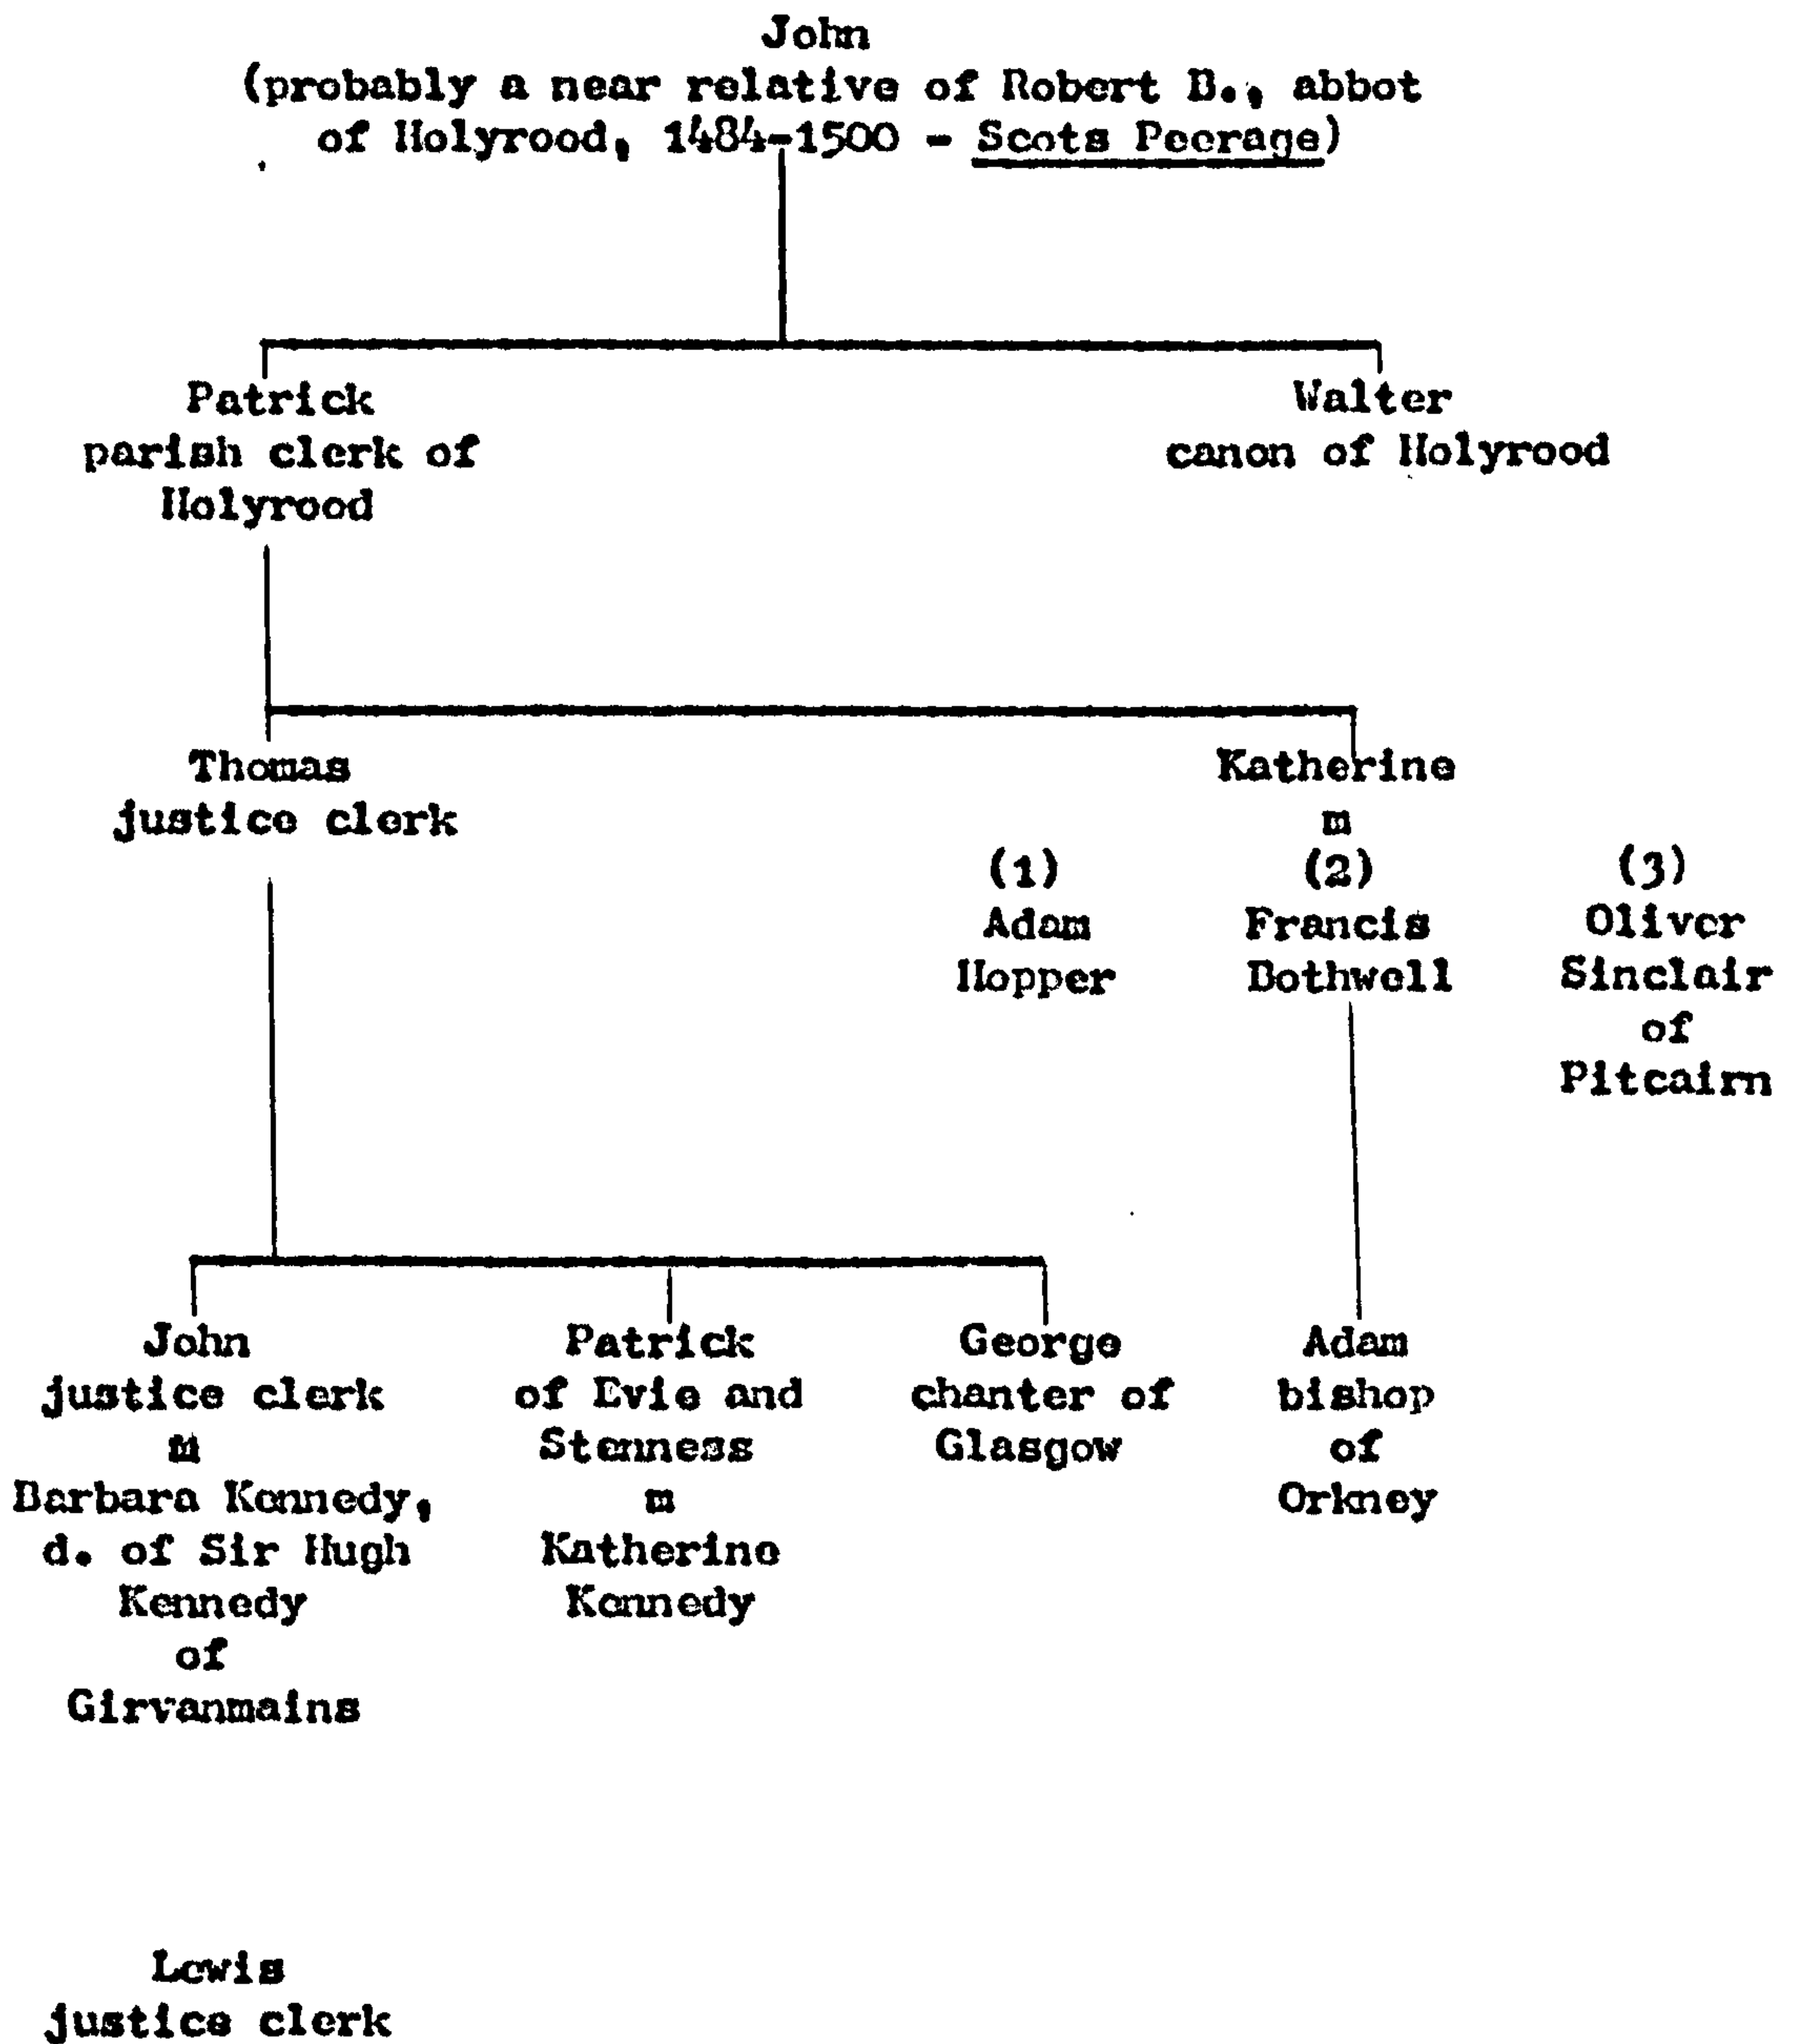 John
(probably a near relative of Robert B., abbot
of Holyrood, 1484-1500 - Scots Peerage)
Patrick
parish clerk of
Holyrood
Walter
canon of Holyrood
Thomas
justice clerk
Katherine
m
(1)
Adam
Hopper
(2)
Francis
Bothwell
(3)
Oliver
Sinclair
of
Pitcairn
John
justice clerk
m
Barbara Kennedy,
d. of Sir Hugh
Kennedy
of
Girvanmains
Patrick
of Evie and
Stenness
m
Katherine
Kennedy
George
chanter of
Glasgow
Adam
bishop
of
Orkney
Lewis
justice clerk